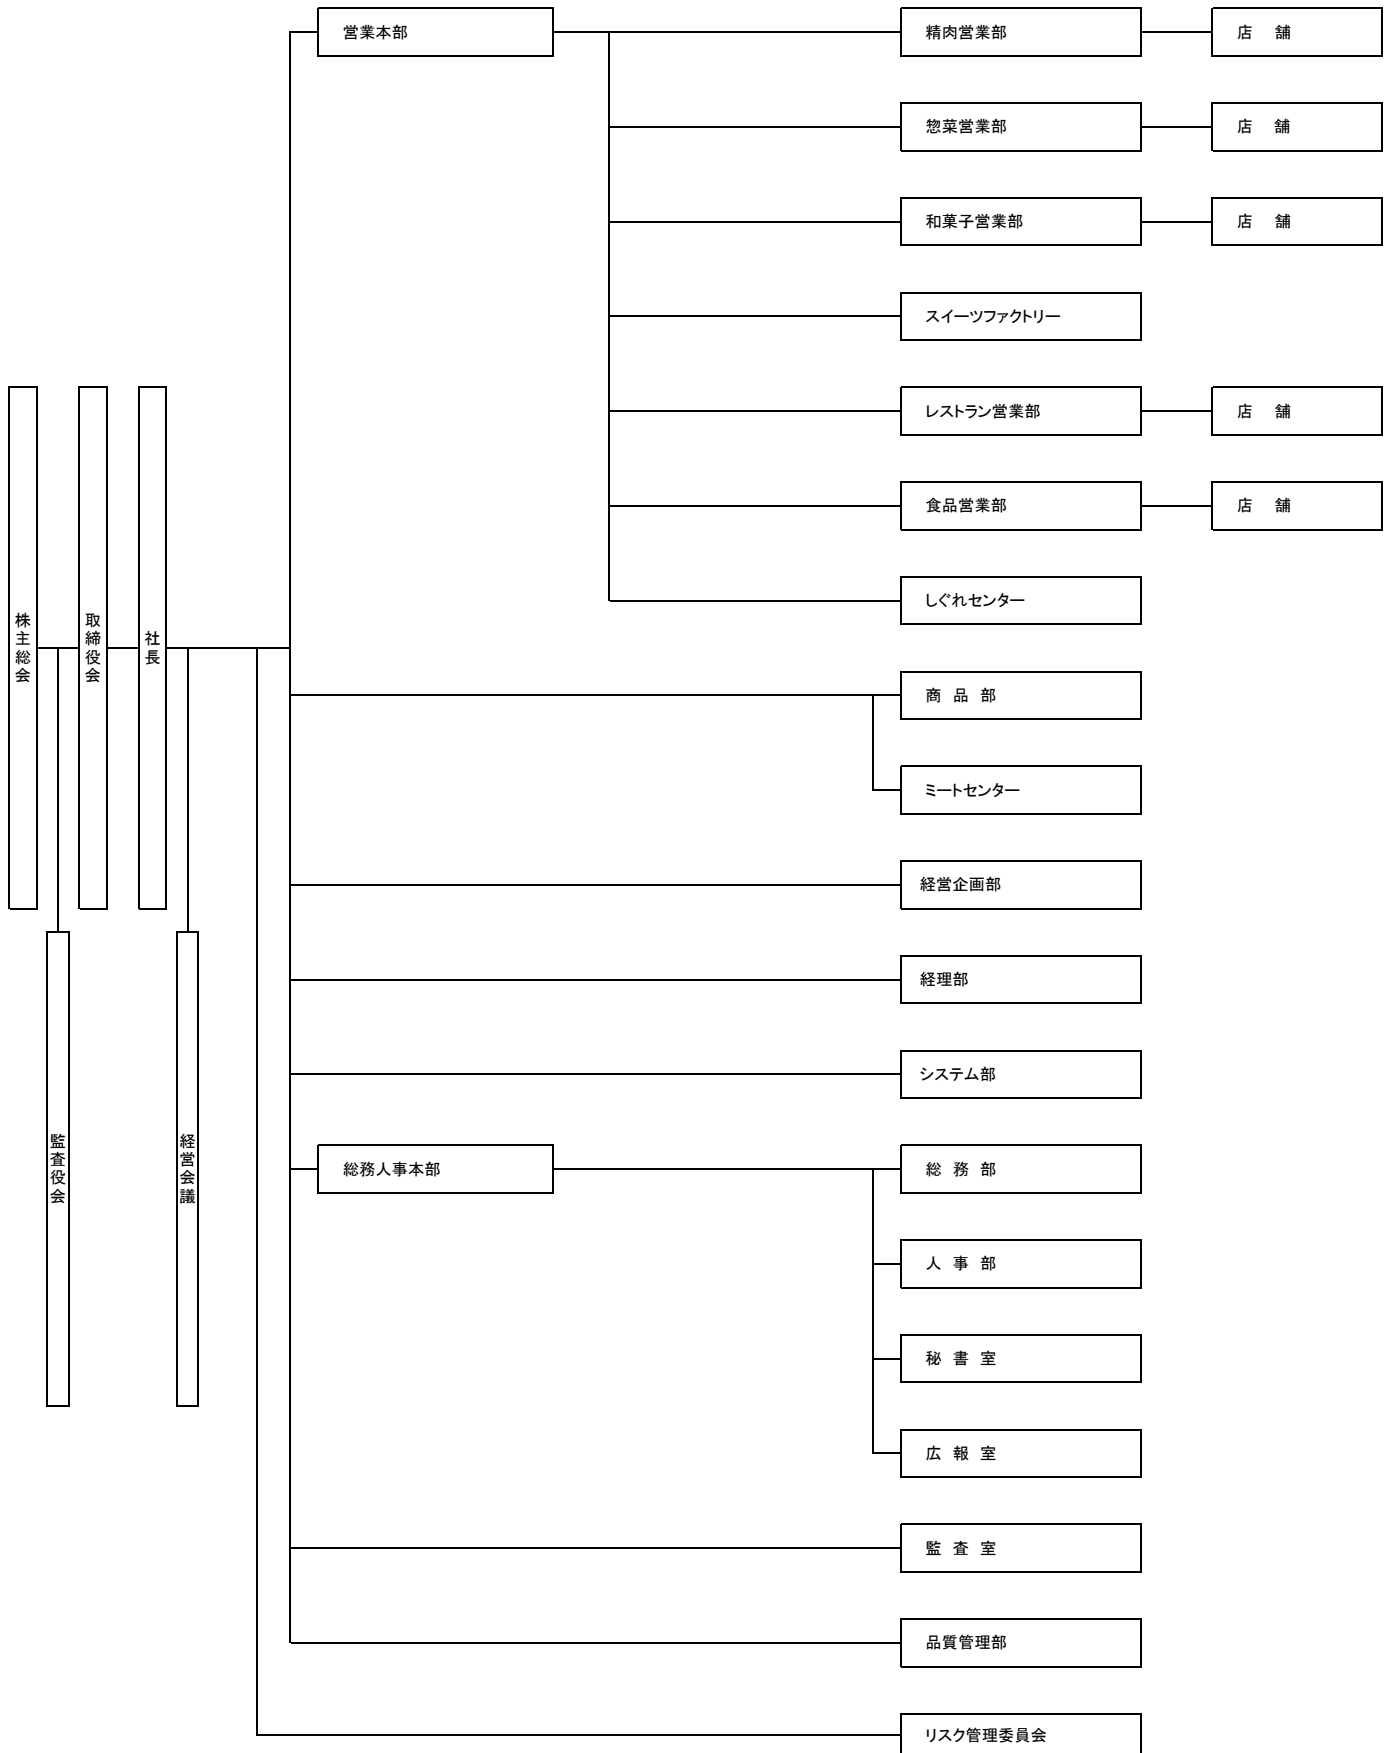 営業本部
精肉営業部
店　舗
惣菜営業部
店　舗
和菓子営業部
店　舗
スイーツファクトリー
レストラン営業部
店　舗
食品営業部
店　舗
しぐれセンター
株主総会
取締役会
社長
商 品 部
ミートセンター
経営企画部
経理部
システム部
監査役会
経営会議
総務人事本部
総 務 部
人 事 部
秘 書 室
広 報 室
監 査 室
品質管理部
リスク管理委員会